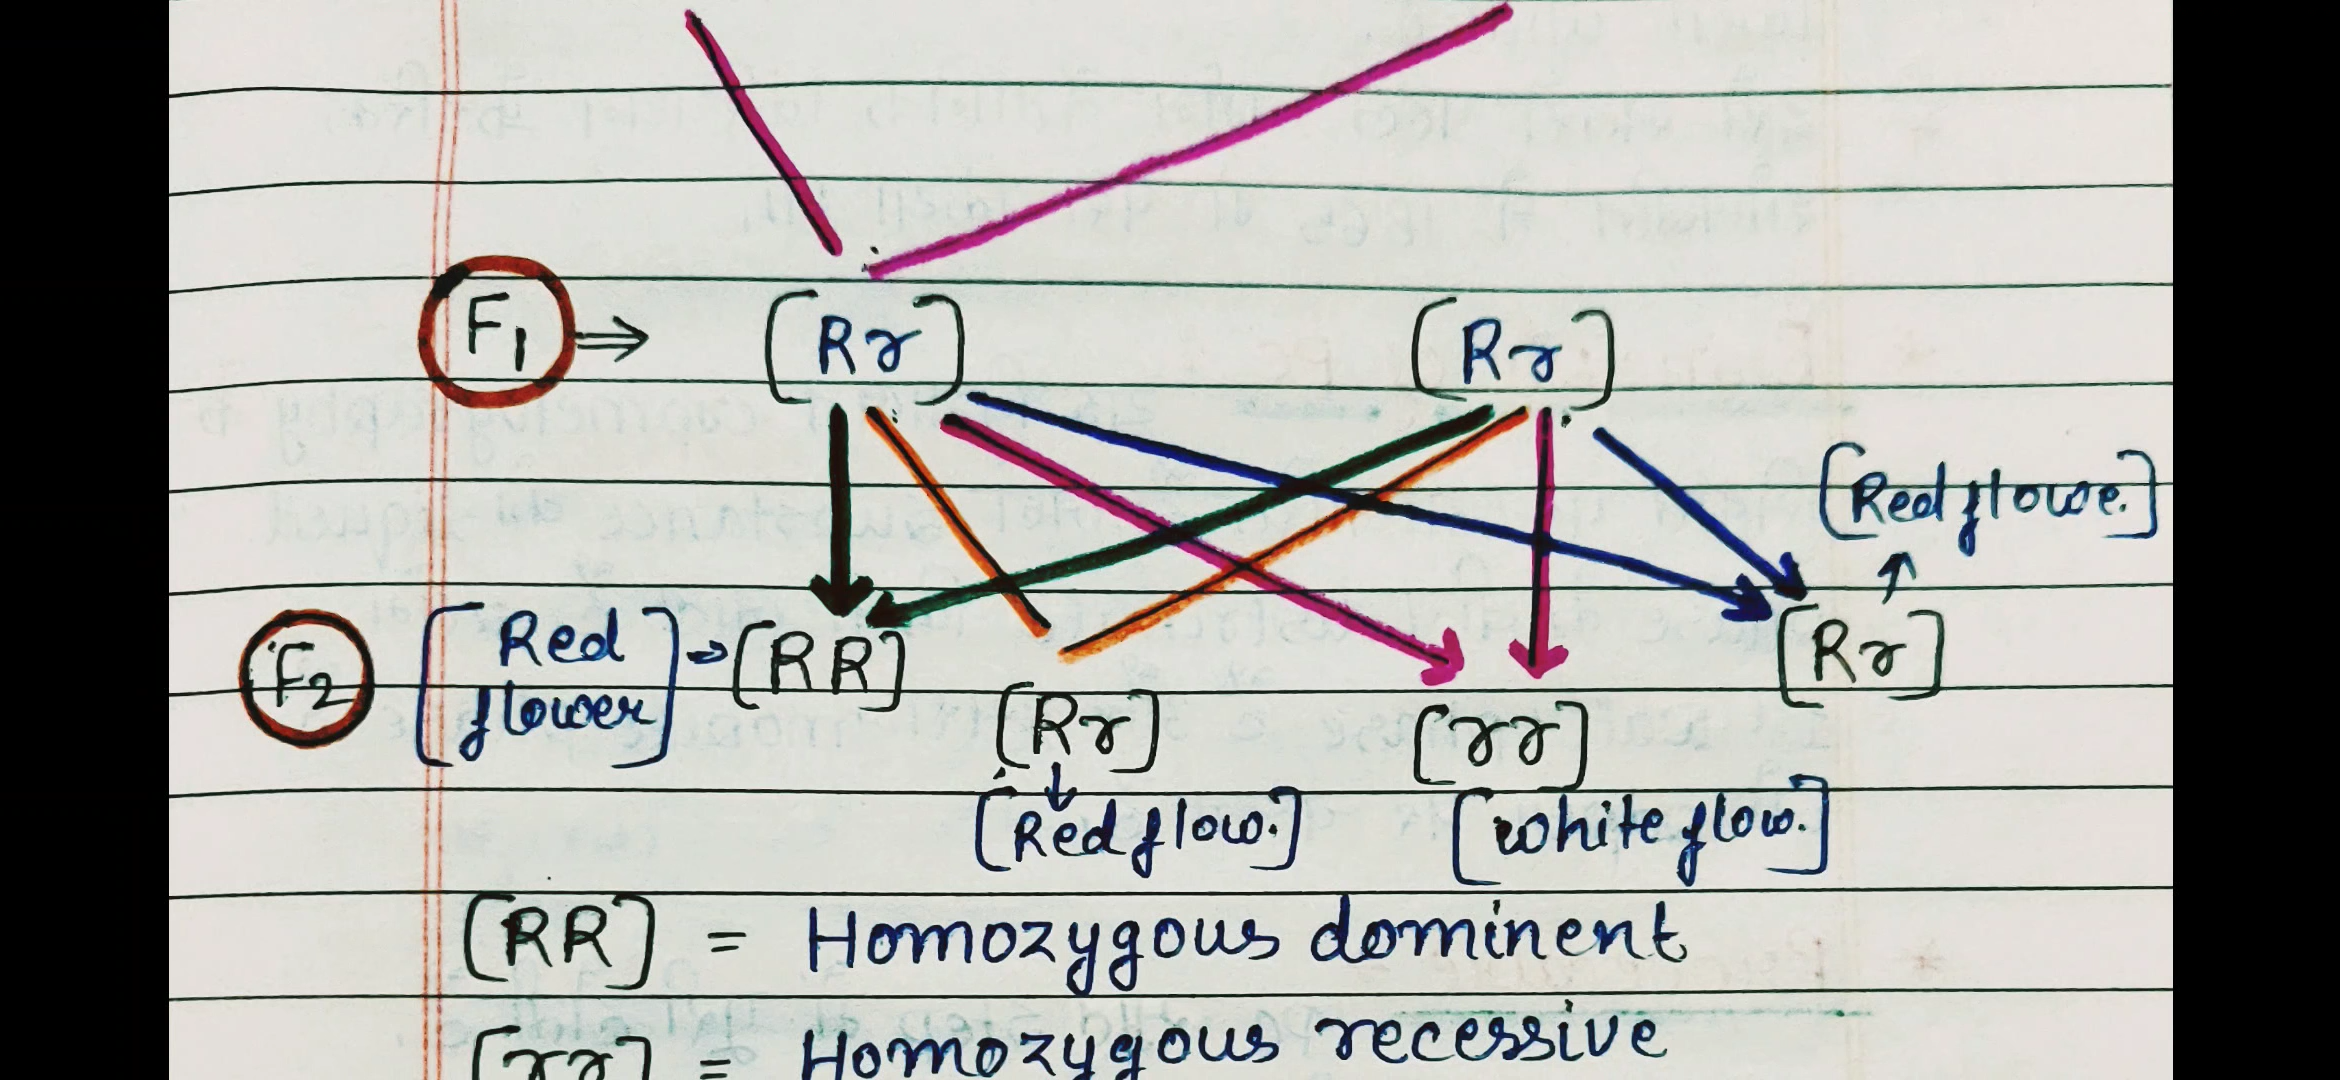 F1 ⇒ [Rr] [Rr]
[Red flowe.]
↑
F2 [Red flower] → [RR] [Rr] [rr] [Rr]
↓
[Red flow.] [white flow.]
[RR] = Homozygous dominent
[rr] = Homozygous recessive